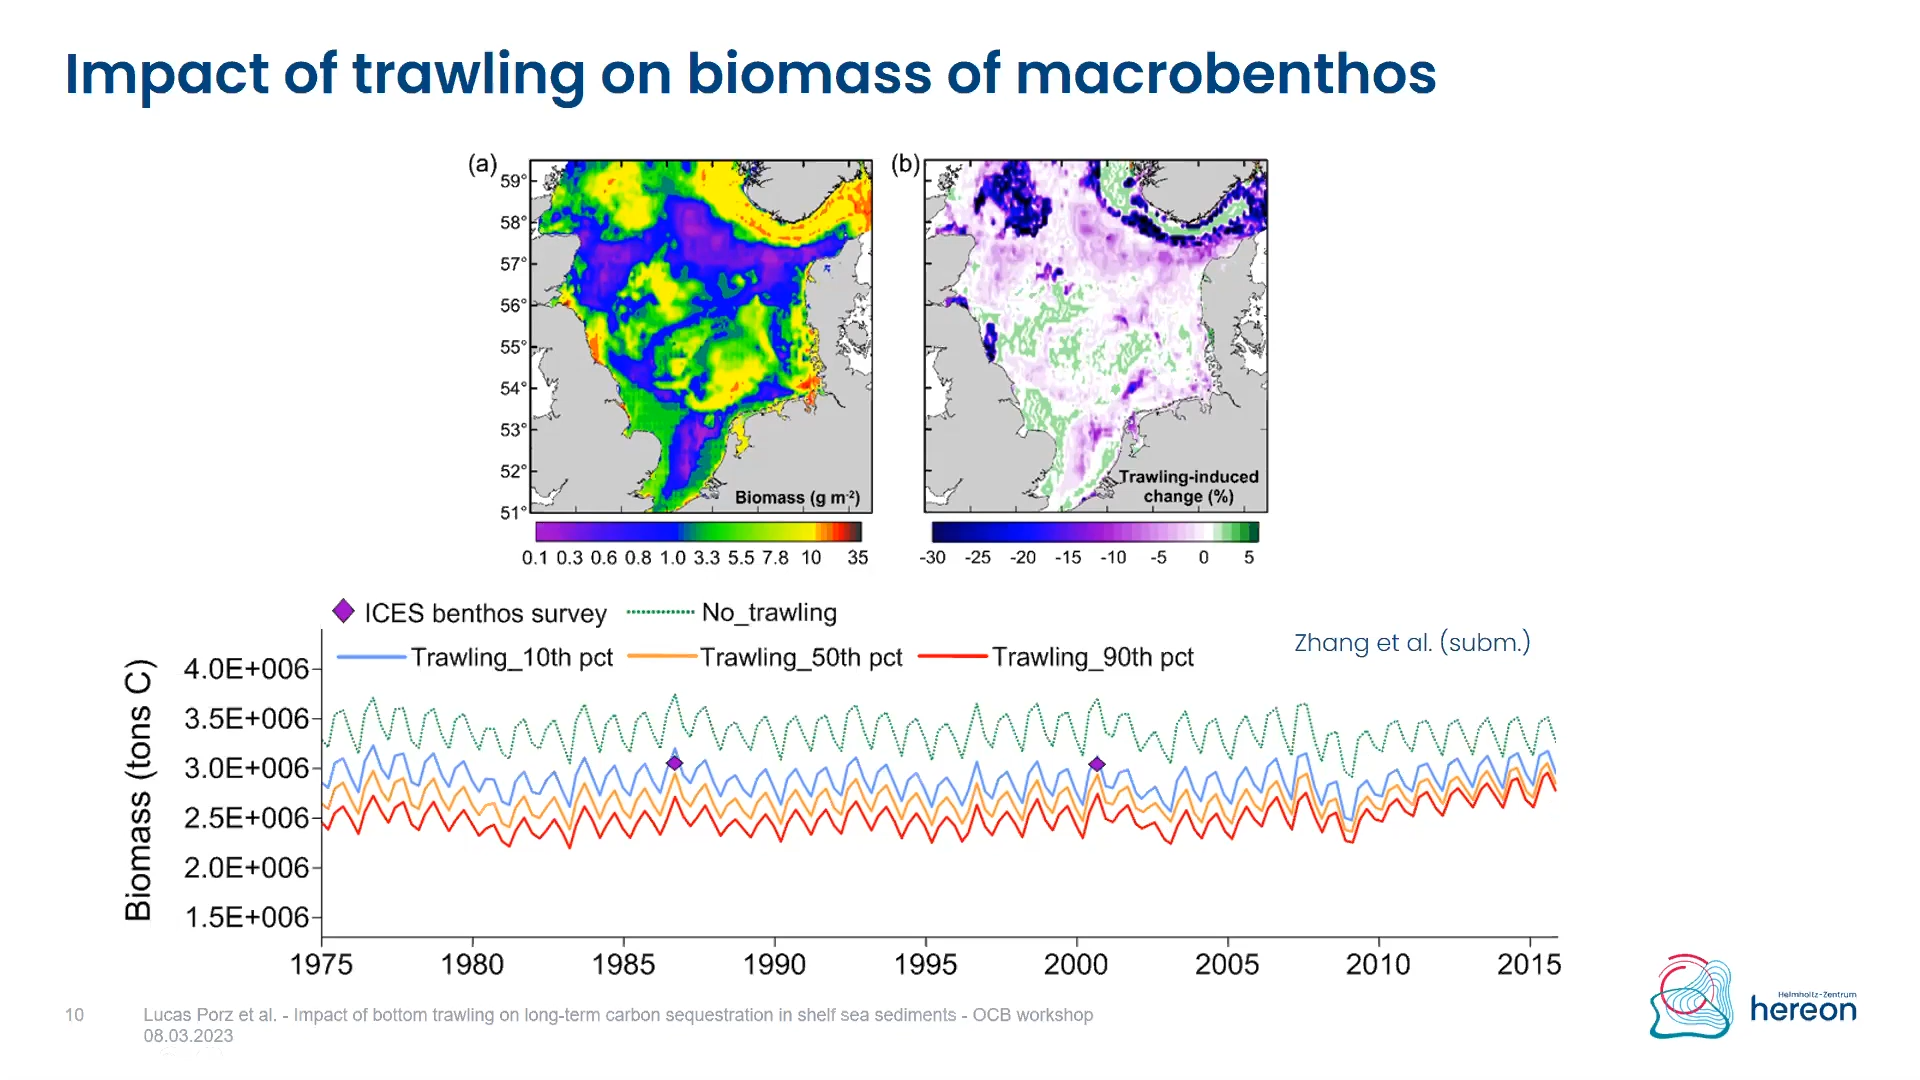 Impact of trawling on biomass of macrobenthos
(a)
59°
58°
57°
56°
55°
54°
53°
52°
51°
Biomass (g m-2)
0.1 0.3 0.6 0.8 1.0 3.3 5.5 7.8 10 35
(b)
Trawling-induced
change (%)
-30 -25 -20 -15 -10 -5 0 5
ICES benthos survey No_trawling
Trawling_10th pct Trawling_50th pct Trawling_90th pct
Zhang et al. (subm.)
Biomass (tons C)
4.0E+006
3.5E+006
3.0E+006
2.5E+006
2.0E+006
1.5E+006
1975 1980 1985 1990 1995 2000 2005 2010 2015
10
Lucas Porz et al. - Impact of bottom trawling on long-term carbon sequestration in shelf sea sediments - OCB workshop
08.03.2023
Helmholtz-Zentrum
hereon